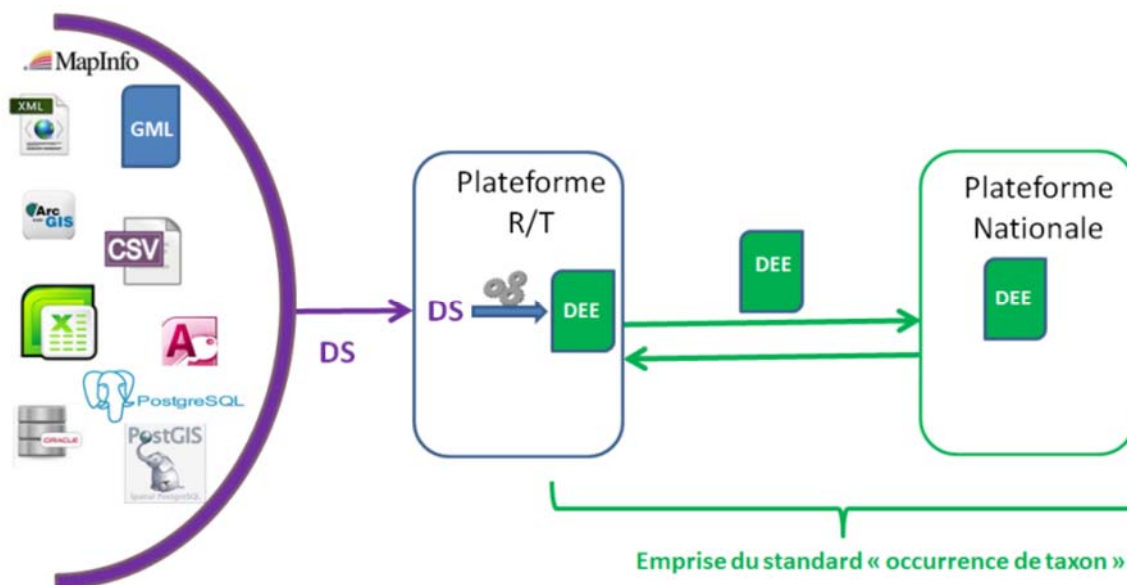 MapInfo
XML
GML
Arc
GIS
CSV
X
A
PostgreSQL
ORACLE
PostGIS
Spatial PostgreSQL
DS
Plateforme
R/T
DS
DEE
DEE
Plateforme
Nationale
DEE
Emprise du standard « occurrence de taxon »